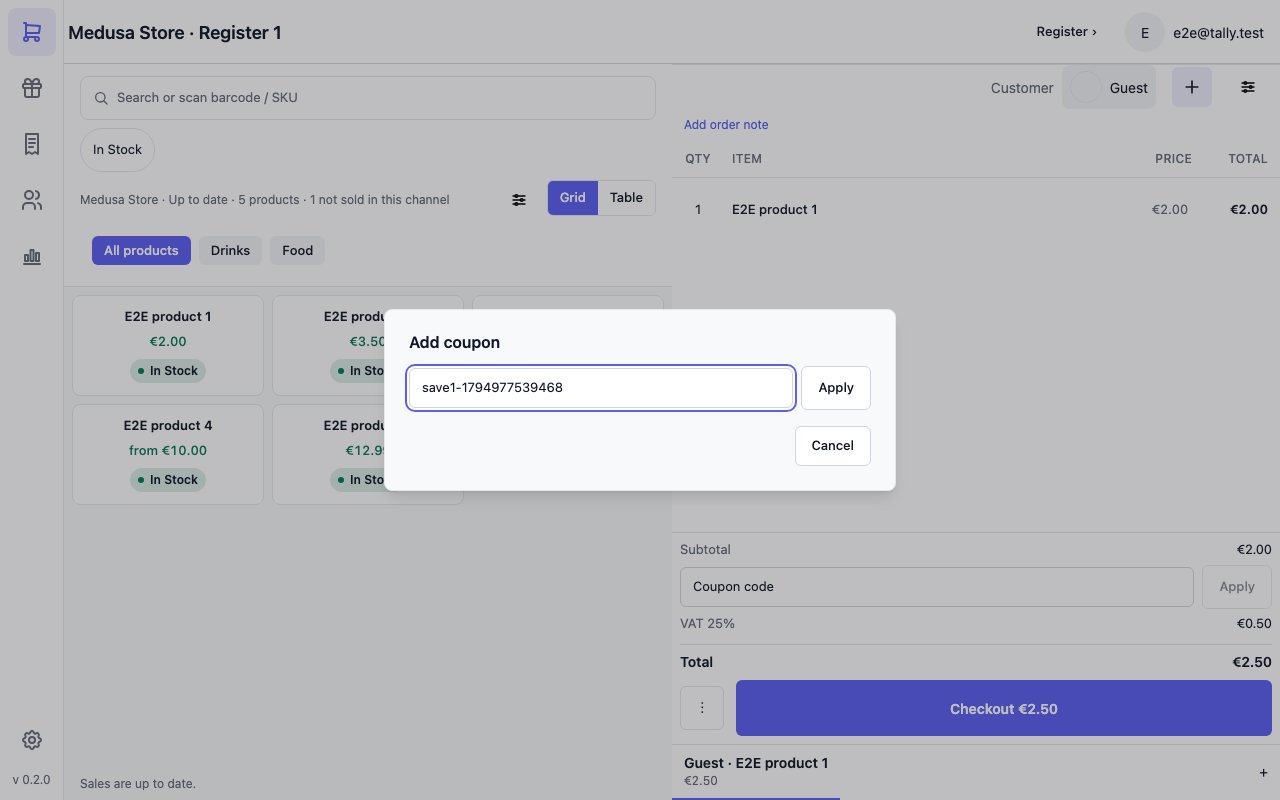 Medusa Store · Register 1
Register ›
E
e2e@tally.test
Search or scan barcode / SKU
In Stock
Medusa Store · Up to date · 5 products · 1 not sold in this channel
Grid
Table
All products
Drinks
Food
E2E product 1
€2.00
In Stock
E2E produ
€3.50
In Sto
E2E product 4
from €10.00
In Stock
E2E produ
€12.99
In Sto
Sales are up to date.
v 0.2.0
Customer
Guest
+
Add order note
QTY
ITEM
PRICE
TOTAL
1
E2E product 1
€2.00
€2.00
Add coupon
save1-1794977539468
Apply
Cancel
Subtotal
€2.00
Coupon code
Apply
VAT 25%
€0.50
Total
€2.50
Checkout €2.50
Guest · E2E product 1
€2.50
+